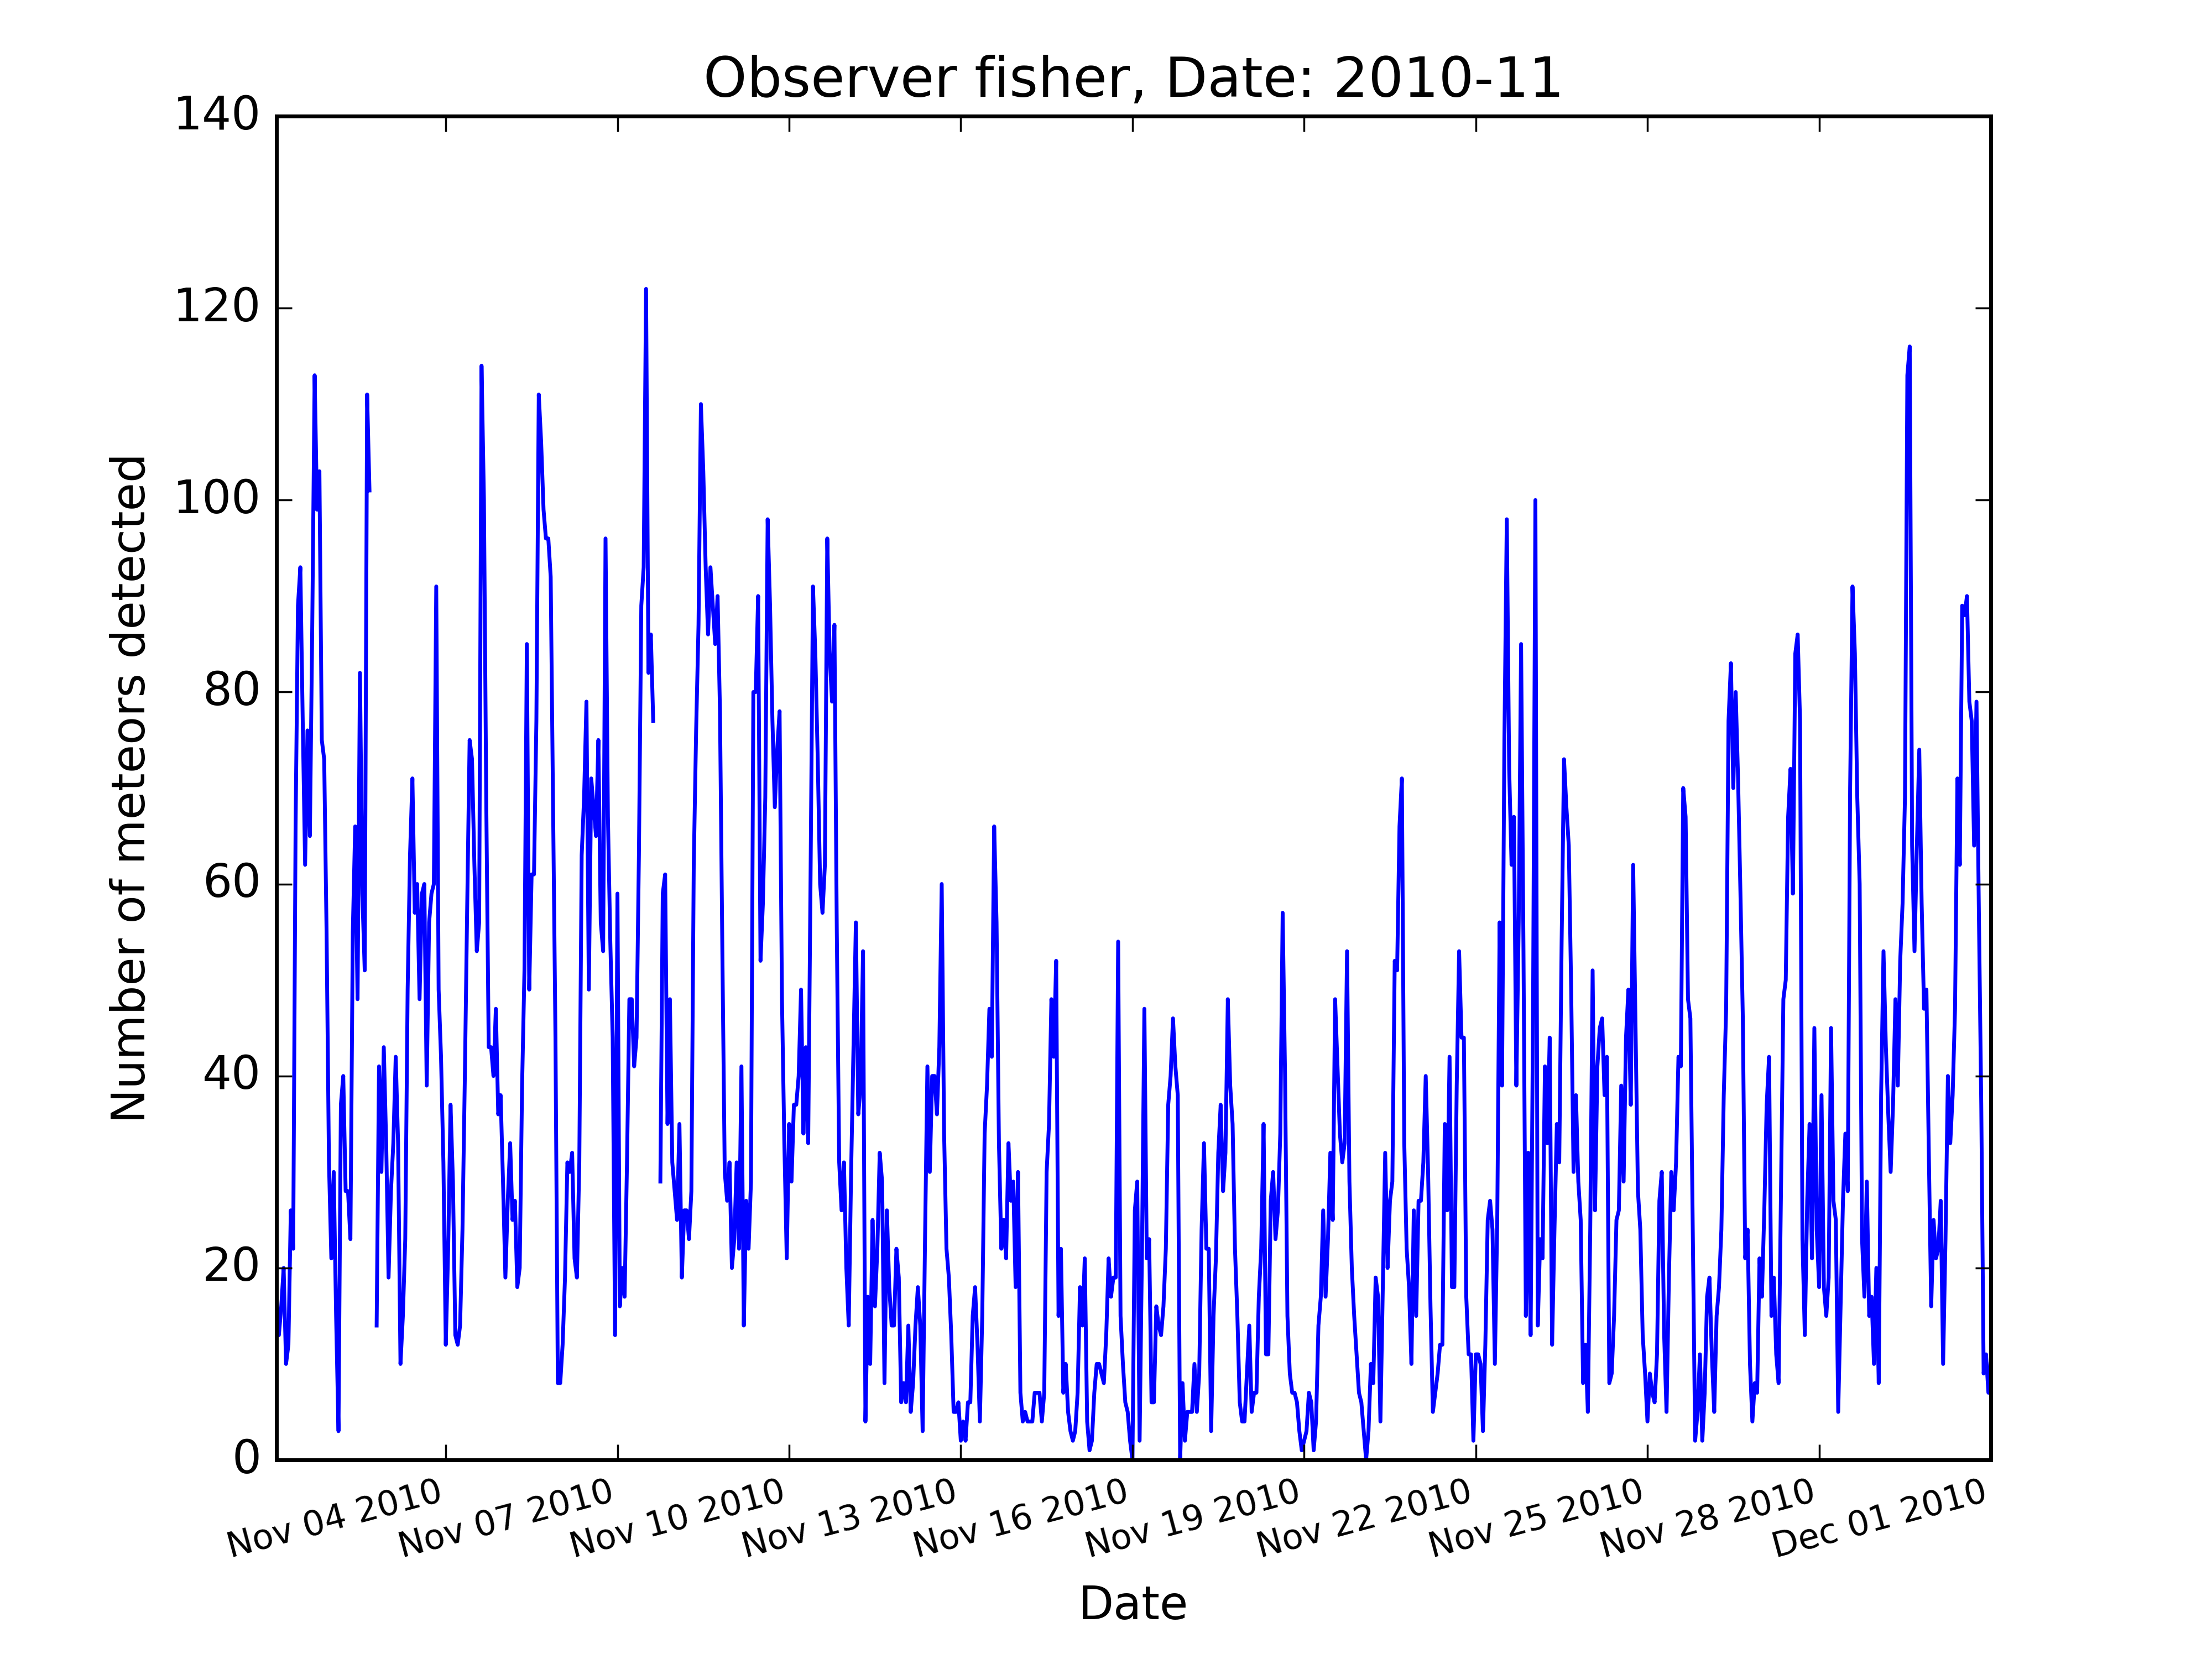 Observer fisher, Date: 2010-11
Number of meteors detected
140
120
100
80
60
40
20
0
Nov 04 2010
Nov 07 2010
Nov 10 2010
Nov 13 2010
Nov 16 2010
Nov 19 2010
Nov 22 2010
Nov 25 2010
Nov 28 2010
Dec 01 2010
Date